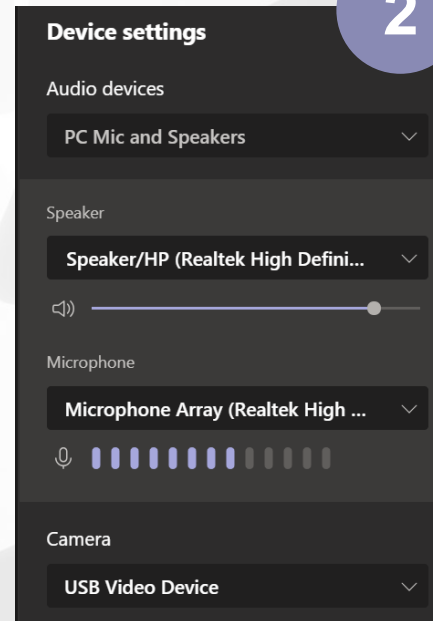 Device settings
2
Audio devices
PC Mic and Speakers
Speaker
Speaker/HP (Realtek High Defini...
Microphone
Microphone Array (Realtek High ...
Camera
USB Video Device